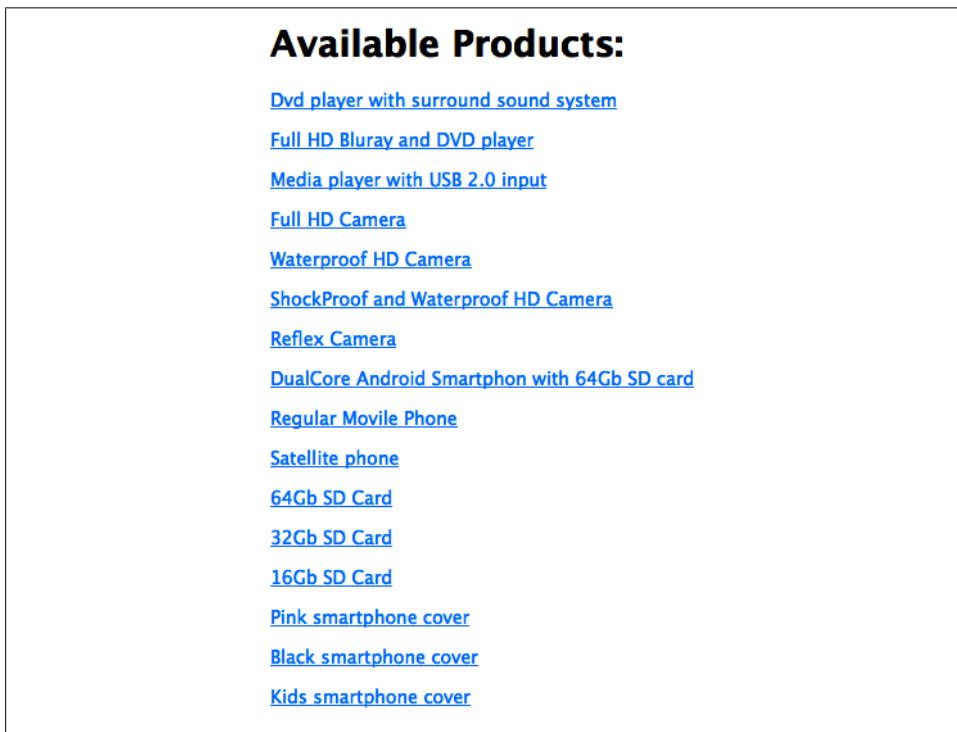 Available Products:
Dvd player with surround sound system
Full HD Bluray and DVD player
Media player with USB 2.0 input
Full HD Camera
Waterproof HD Camera
ShockProof and Waterproof HD Camera
Reflex Camera
DualCore Android Smartphon with 64Gb SD card
Regular Movile Phone
Satellite phone
64Gb SD Card
32Gb SD Card
16Gb SD Card
Pink smartphone cover
Black smartphone cover
Kids smartphone cover